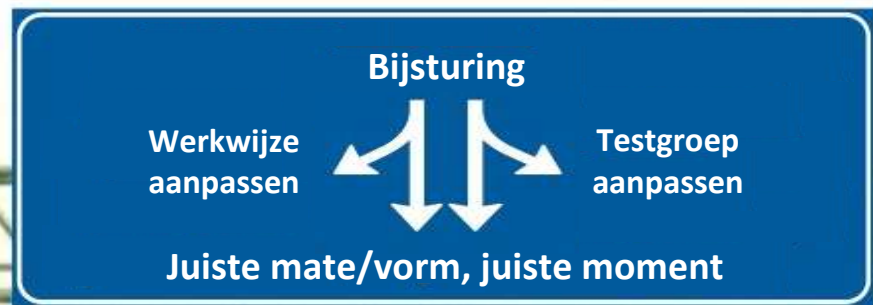 Bijsturing
Werkwijze
aanpassen
Testgroep
aanpassen
Juiste mate/vorm, juiste moment